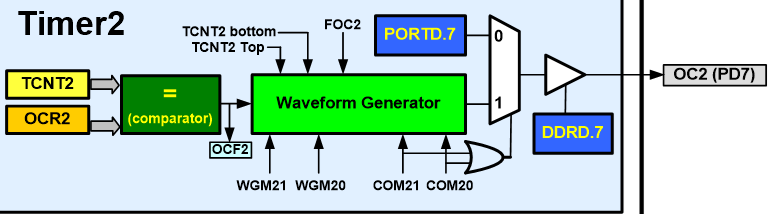 Timer2
TCNT2 bottom
TCNT2 Top
FOC2
PORTD.7
0
TCNT2
OCR2
=
(comparator)
Waveform Generator
1
OC2 (PD7)
DDRD.7
OCF2
WGM21
WGM20
COM21
COM20